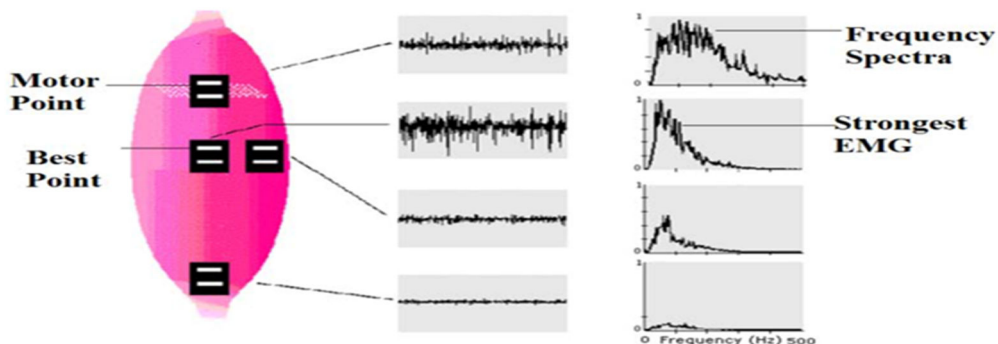 Motor
Point
Best
Point
1
0
Frequency
Spectra
1
0
Strongest
EMG
1
0
1
0
0 Frequency (Hz) 500